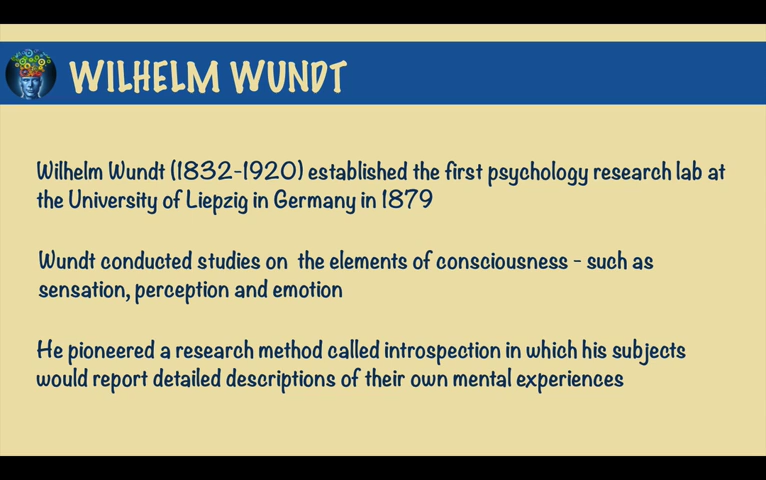 WILHELM WUNDT
Wilhelm Wundt (1832-1920) established the first psychology research lab at
the University of Liepzig in Germany in 1879
Wundt conducted studies on the elements of consciousness - such as
sensation, perception and emotion
He pioneered a research method called introspection in which his subjects
would report detailed descriptions of their own mental experiences